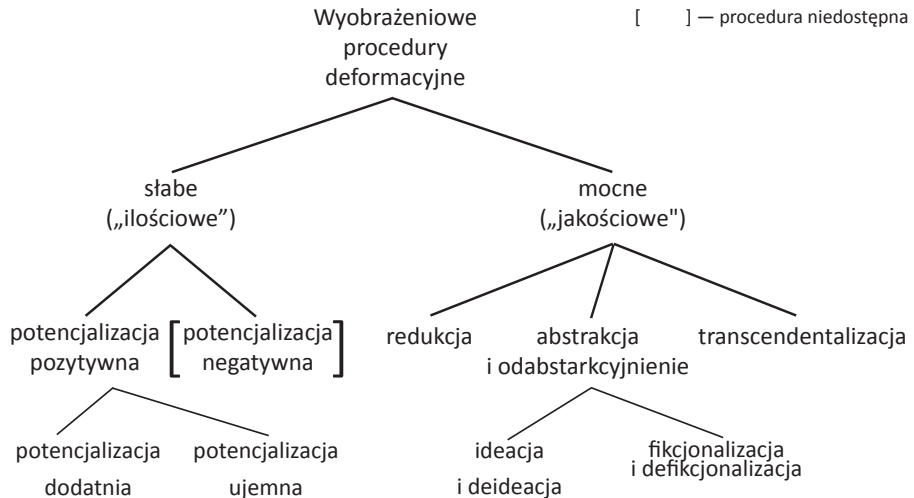 Wyobrażeniowe
procedury
deformacyjne
[ ] — procedura niedostępna
słabe
(„ilościowe”)
mocne
(„jakościowe")
potencjalizacja
pozytywna
[potencjalizacja
negatywna]
redukcja
abstrakcja
i odabstarkcyjnienie
transcendentalizacja
potencjalizacja
dodatnia
potencjalizacja
ujemna
ideacja
i deideacja
fikcjonalizacja
i defikcjonalizacja